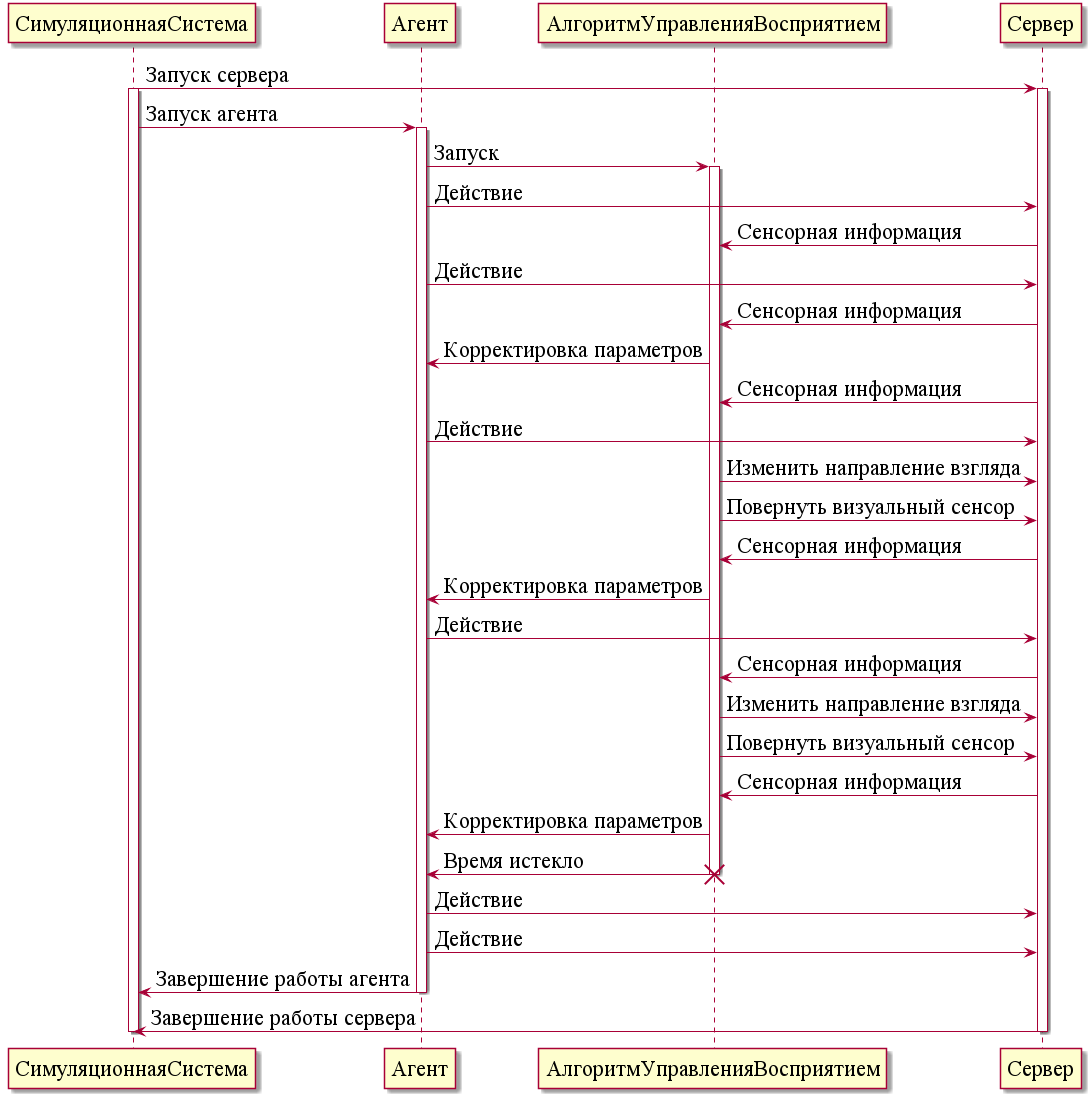 СимуляционнаяСистема Агент АлгоритмУправленияВосприятием Сервер
Запуск сервера
Запуск агента
Запуск
Действие
Сенсорная информация
Действие
Сенсорная информация
Корректировка параметров
Сенсорная информация
Действие
Изменить направление взгляда
Повернуть визуальный сенсор
Сенсорная информация
Корректировка параметров
Действие
Сенсорная информация
Изменить направление взгляда
Повернуть визуальный сенсор
Сенсорная информация
Корректировка параметров
Время истекло
Действие
Действие
Завершение работы агента
Завершение работы сервера
СимуляционнаяСистема Агент АлгоритмУправленияВосприятием Сервер